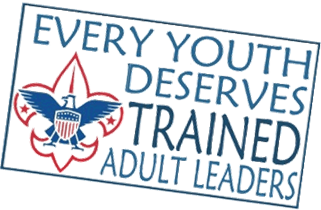 EVERY YOUTH
DESERVES
TRAINED
ADULT LEADERS